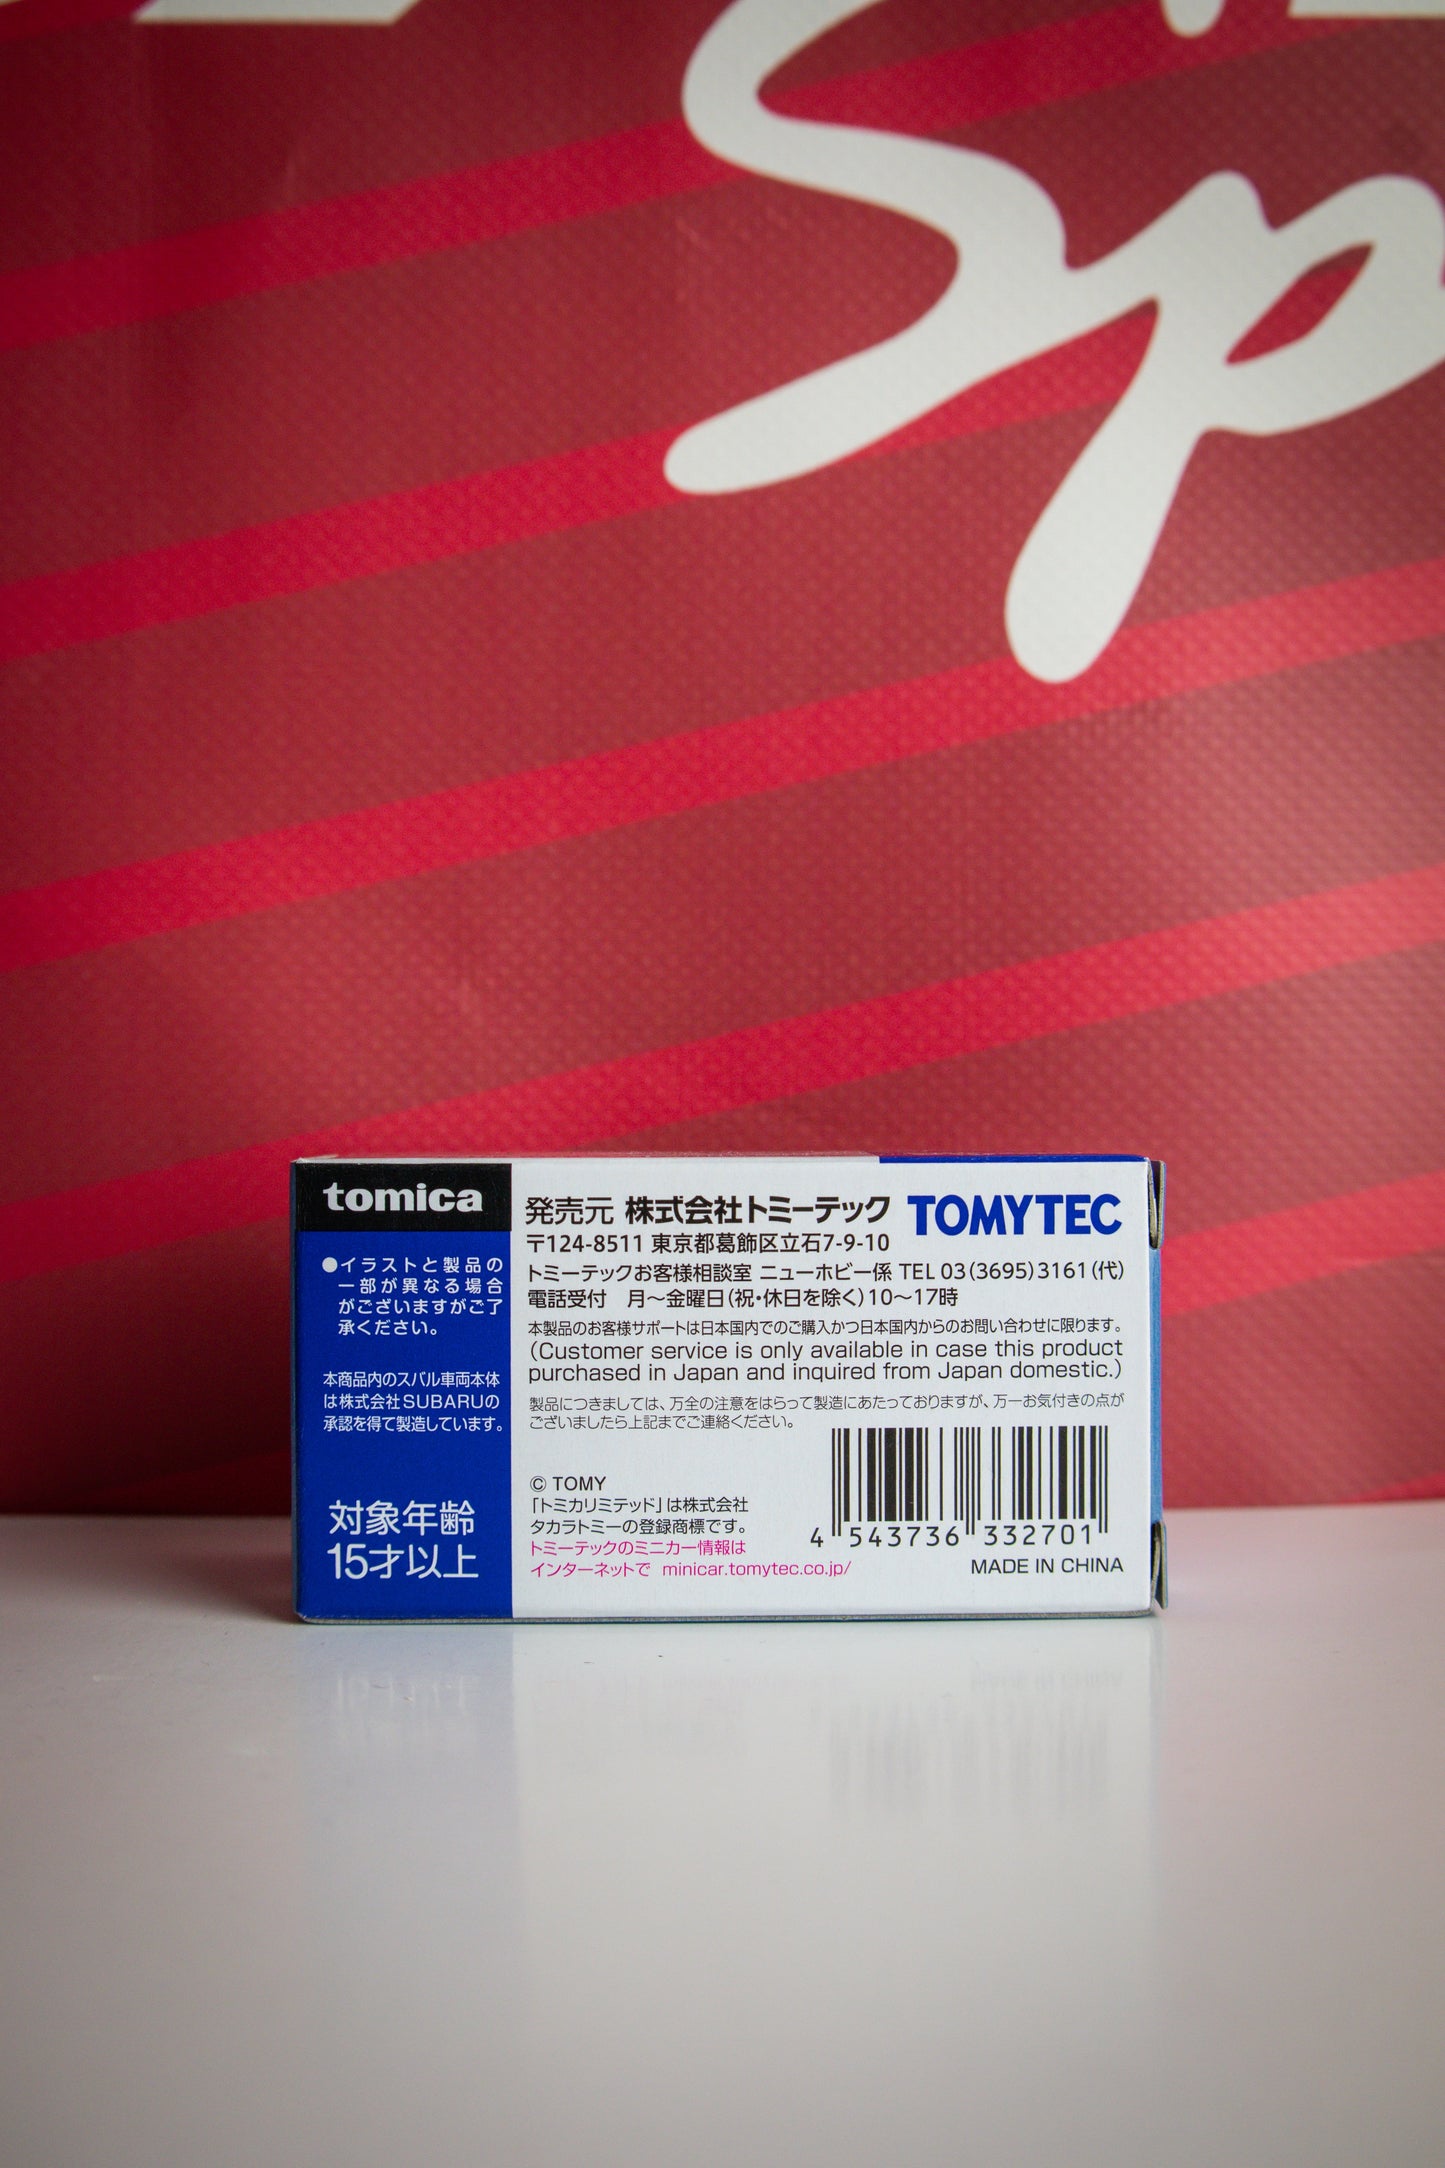 Sp
tomica
●イラストと製品の
一部が異なる場合
がございますがご了
承ください。
本商品内のスバル車両本体
は株式会社SUBARUの
承認を得て製造しています。
対象年齢
15才以上
発売元 株式会社トミーテック TOMYTEC
〒124-8511 東京都葛飾区立石7-9-10
トミーテックお客様相談室 ニューホビー係 TEL 03(3695)3161(代)
電話受付 月〜金曜日(祝・休日を除く)10〜17時
本製品のお客様サポートは日本国内でのご購入かつ日本国内からのお問い合わせに限ります。
(Customer service is only available in case this product
purchased in Japan and inquired from Japan domestic.)
製品につきましては、万全の注意をはらって製造にあたっておりますが、万一お気付きの点が
ございましたら上記までご連絡ください。
© TOMY
「トミカリミテッド」は株式会社
タカラトミーの登録商標です。
トミーテックのミニカー情報は
インターネットで minicar.tomytec.co.jp/
4 543736 332701
MADE IN CHINA